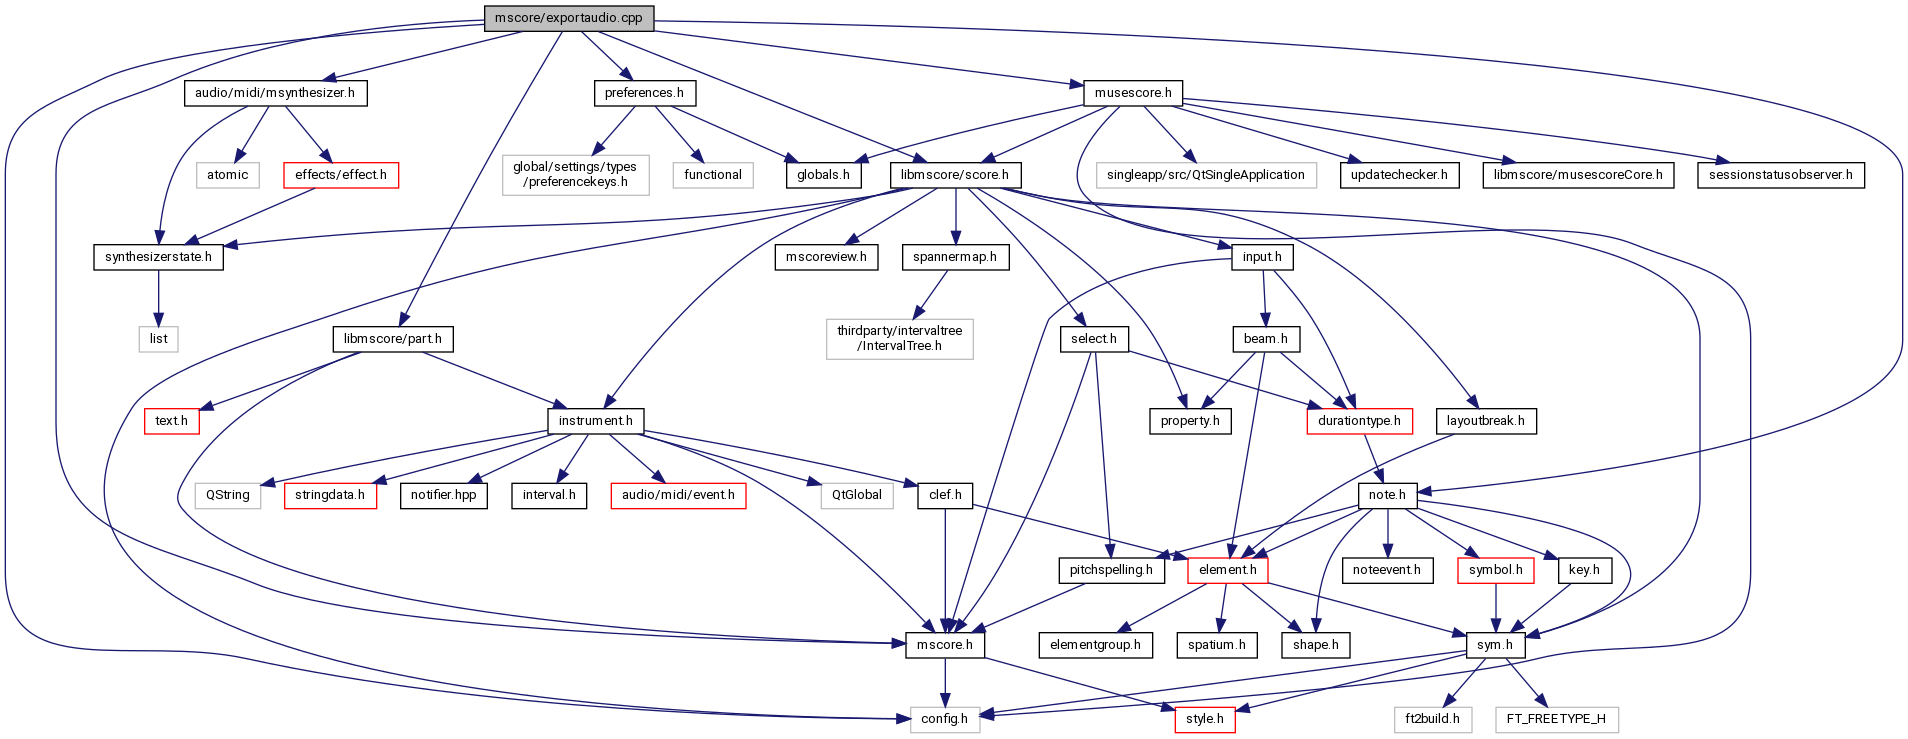 mscore/exportaudio.cpp
audio/midi/msynthesizer.h
preferences.h
musescore.h
atomic
effects/effect.h
global/settings/types
/preferencekeys.h
functional
globals.h
libmscore/score.h
singleapp/src/QtSingleApplication
updatechecker.h
libmscore/musescoreCore.h
sessionstatusobserver.h
synthesizerstate.h
mscoreview.h
spannermap.h
input.h
list
libmscore/part.h
thirdparty/intervaltree
/IntervalTree.h
select.h
beam.h
text.h
instrument.h
property.h
durationtype.h
layoutbreak.h
QString
stringdata.h
notifier.hpp
interval.h
audio/midi/event.h
QtGlobal
clef.h
note.h
pitchspelling.h
element.h
noteevent.h
symbol.h
key.h
mscore.h
elementgroup.h
spatium.h
shape.h
sym.h
config.h
style.h
ft2build.h
FT_FREETYPE_H